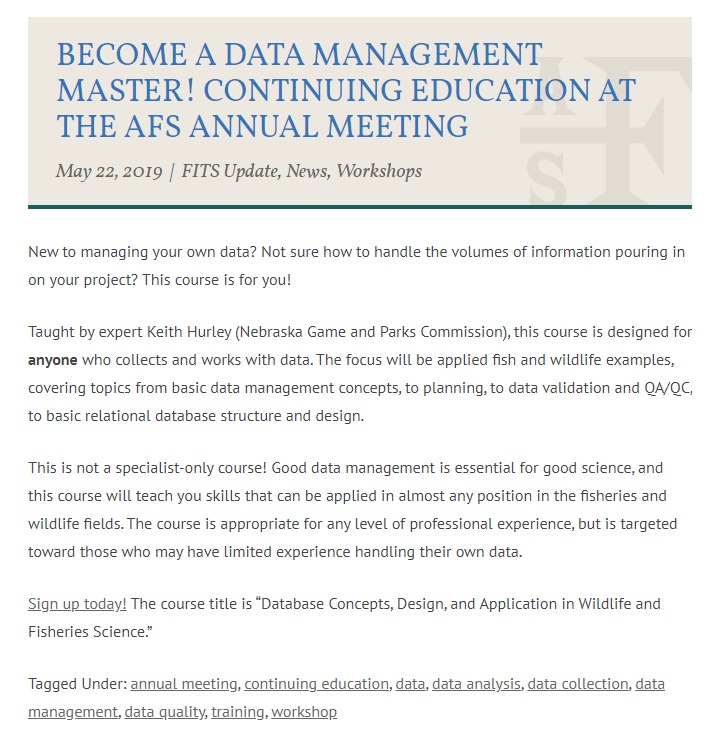 BECOME A DATA MANAGEMENT
MASTER! CONTINUING EDUCATION AT
THE AFS ANNUAL MEETING
May 22, 2019 | FITS Update, News, Workshops
AFS
New to managing your own data? Not sure how to handle the volumes of information pouring in
on your project? This course is for you!
Taught by expert Keith Hurley (Nebraska Game and Parks Commission), this course is designed for
anyone who collects and works with data. The focus will be applied fish and wildlife examples,
covering topics from basic data management concepts, to planning, to data validation and QA/QC,
to basic relational database structure and design.
This is not a specialist-only course! Good data management is essential for good science, and
this course will teach you skills that can be applied in almost any position in the fisheries and
wildlife fields. The course is appropriate for any level of professional experience, but is targeted
toward those who may have limited experience handling their own data.
Sign up today! The course title is “Database Concepts, Design, and Application in Wildlife and
Fisheries Science.”
Tagged Under: annual meeting, continuing education, data, data analysis, data collection, data
management, data quality, training, workshop